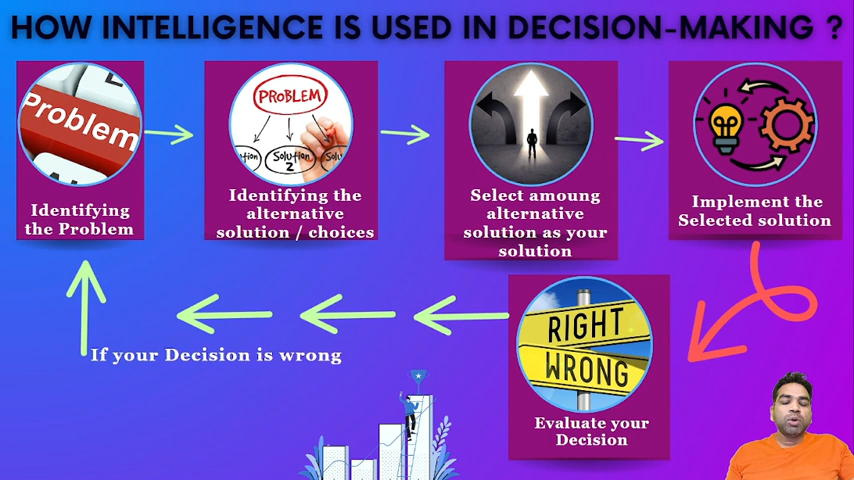 HOW INTELLIGENCE IS USED IN DECISION-MAKING ?
Problem
Identifying
the Problem
PROBLEM
Solution
2
Identifying the
alternative
solution / choices
Select amoung
alternative
solution as your
solution
Implement the
Selected solution
If your Decision is wrong
RIGHT
WRONG
Evaluate your
Decision